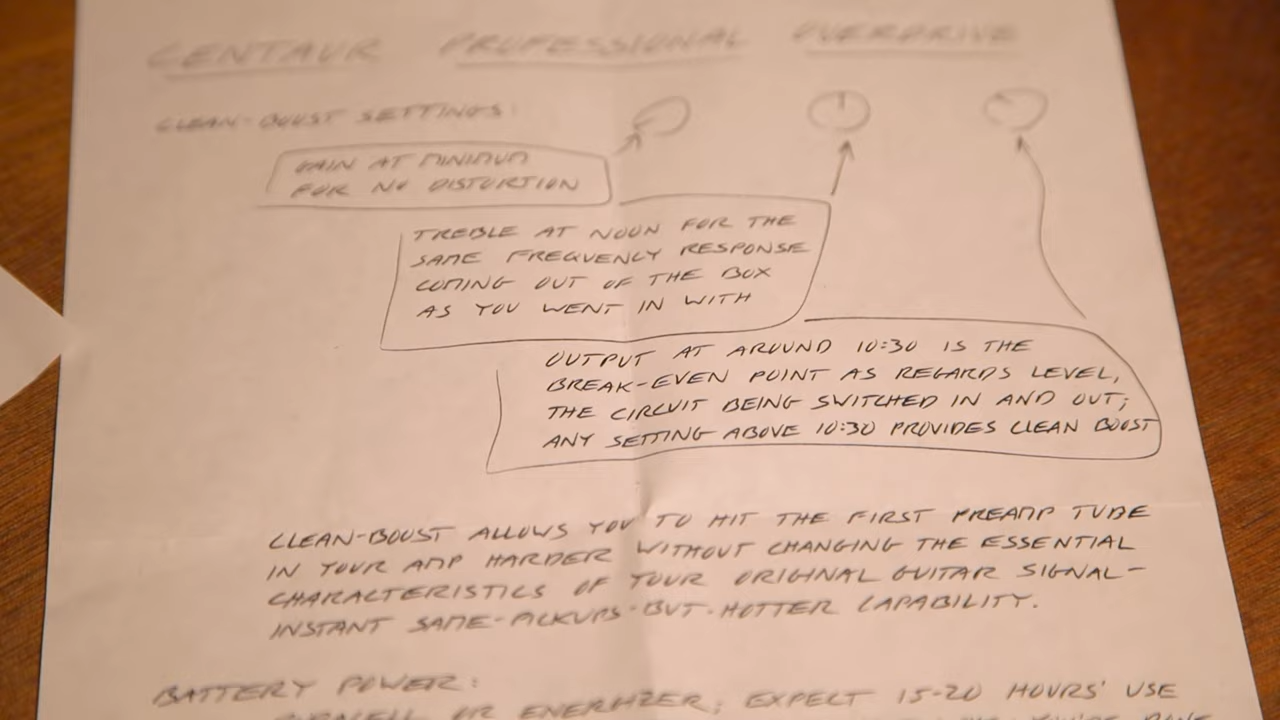 CENTAUR PROFESSIONAL OVERDRIVE
CLEAN-BOOST SETTINGS:
GAIN AT MINIMUM
FOR NO DISTORTION
TREBLE AT NOON FOR THE
SAME FREQUENCY RESPONSE
COMING OUT OF THE BOX
AS YOU WENT IN WITH
OUTPUT AT AROUND 10:30 IS THE
BREAK-EVEN POINT AS REGARDS LEVEL,
THE CIRCUIT BEING SWITCHED IN AND OUT;
ANY SETTING ABOVE 10:30 PROVIDES CLEAN BOOST
CLEAN-BOOST ALLOWS YOU TO HIT THE FIRST PREAMP TUBE
IN YOUR AMP HARDER WITHOUT CHANGING THE ESSENTIAL
CHARACTERISTICS OF YOUR ORIGINAL GUITAR SIGNAL-
INSTANT SAME-PICKUPS-BUT-HOTTER CAPABILITY.
BATTERY POWER:
DURACELL OR ENERGIZER; EXPECT 15-20 HOURS' USE